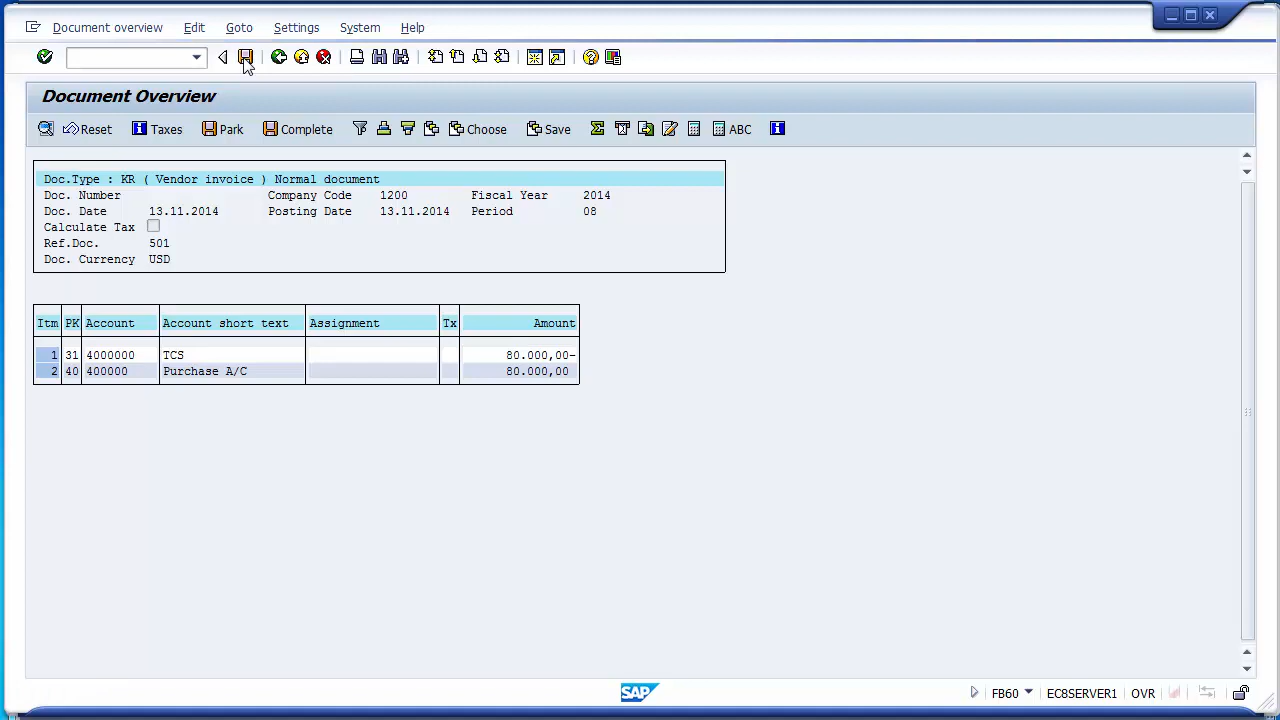 Document overview Edit Goto Settings System Help
Document Overview
Reset Taxes Park Complete Choose Save ABC
Doc.Type : KR ( Vendor invoice ) Normal document
Doc. Number Company Code 1200 Fiscal Year 2014
Doc. Date 13.11.2014 Posting Date 13.11.2014 Period 08
Calculate Tax
Ref.Doc. 501
Doc. Currency USD
Itm PK Account Account short text Assignment Tx Amount
1 31 4000000 TCS 80.000,00-
2 40 400000 Purchase A/C 80.000,00
SAP FB60 EC8SERVER1 OVR